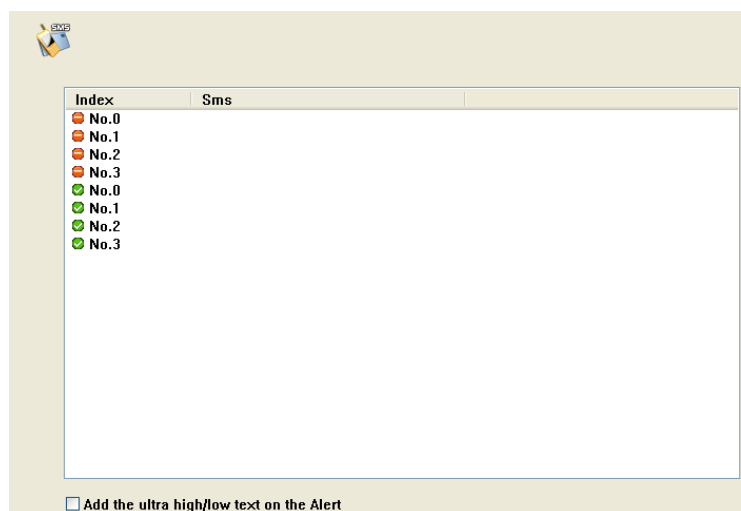 SMS
Index Sms
No.0
No.1
No.2
No.3
No.0
No.1
No.2
No.3
Add the ultra high/low text on the Alert